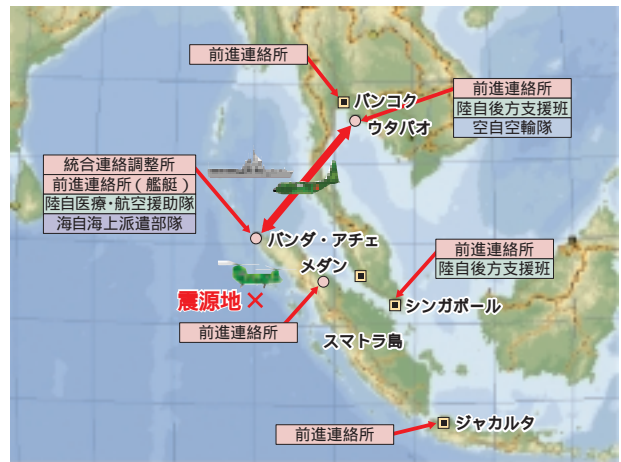 前進連絡所
バンコク
前進連絡所
陸自後方支援班
空自空輸隊
ウタパオ
統合連絡調整所
前進連絡所(艦艇)
陸自医療・航空援助隊
海自海上派遣部隊
バンダ・アチェ
メダン
前進連絡所
陸自後方支援班
震源地×
シンガポール
前進連絡所
スマトラ島
ジャカルタ
前進連絡所